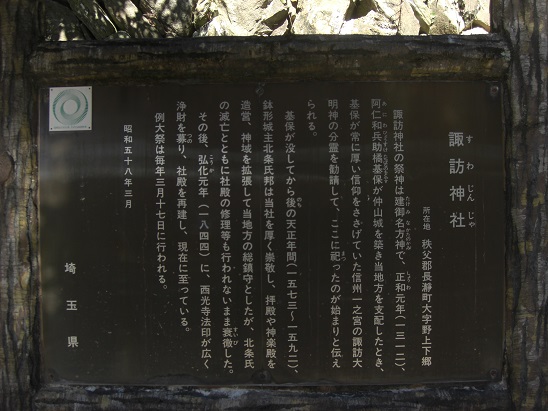 諏訪神社
すわじんじゃ
所在地 秩父郡長瀞町大字野上下郷
諏訪神社の祭神は建御名方神で、正和元年(一三一二)、
阿仁和兵助橘基保が仲山城を築き当地方を支配したとき、
基保が常に厚い信仰をささげていた信州一之宮の諏訪大
明神の分霊を勧請して、ここに祀ったのが始まりと伝え
られる。
基保が没してから後の天正年間(一五七三~一五九二)、
鉢形城主北条氏邦は当社を厚く崇敬し、拝殿や神楽殿を
造営、神域を拡張して当地方の総鎮守としたが、北条氏
の滅亡とともに社殿の修理等も行われないまま衰微した。
その後、弘化元年(一八四四)に、西光寺法印が広く
浄財を募り、社殿を再建し、現在に至っている。
例大祭は毎年三月十七日に行われる。
昭和五十八年三月
埼玉県